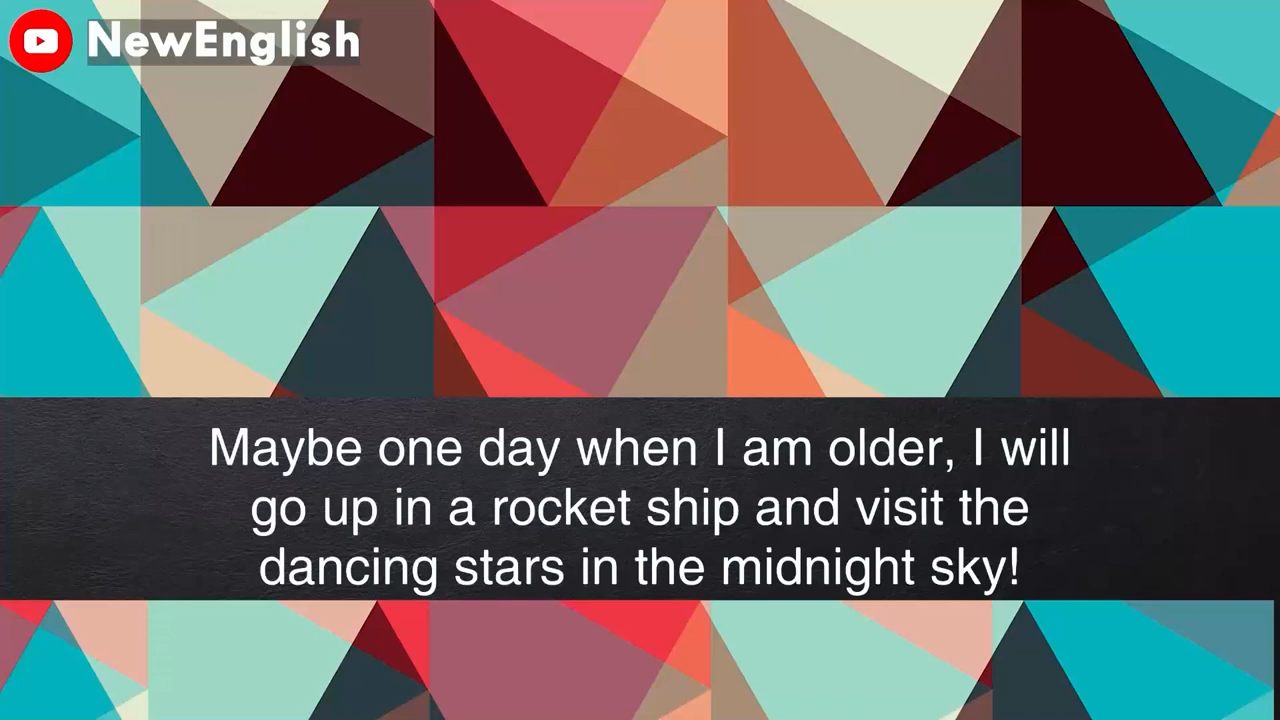 NewEnglish
Maybe one day when I am older, I will
go up in a rocket ship and visit the
dancing stars in the midnight sky!